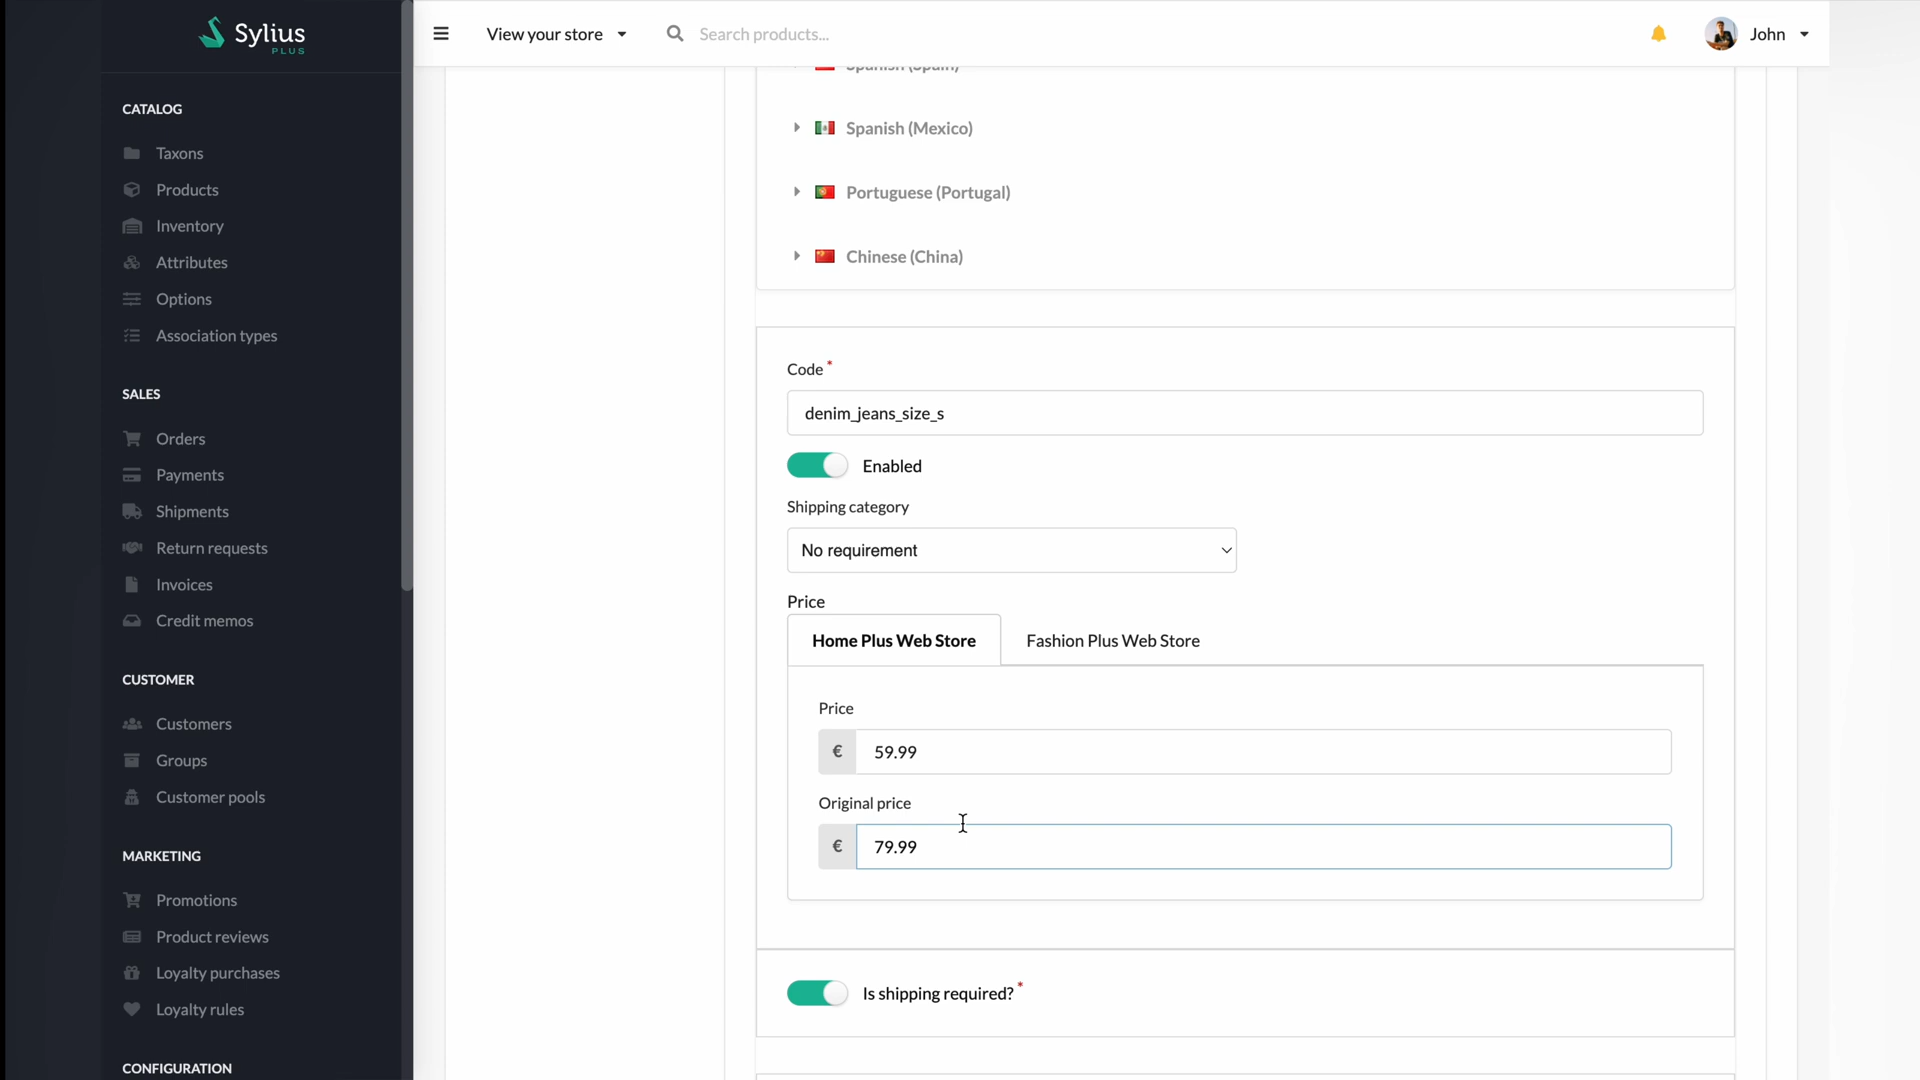 Sylius
PLUS
View your store
Search products...
John
CATALOG
Taxons
Products
Inventory
Attributes
Options
Association types
SALES
Orders
Payments
Shipments
Return requests
Invoices
Credit memos
CUSTOMER
Customers
Groups
Customer pools
MARKETING
Promotions
Product reviews
Loyalty purchases
Loyalty rules
CONFIGURATION
Spanish (Spain)
Spanish (Mexico)
Portuguese (Portugal)
Chinese (China)
Code *
denim_jeans_size_s
Enabled
Shipping category
No requirement
Price
Home Plus Web Store
Fashion Plus Web Store
Price
€ 59.99
Original price
€ 79.99
Is shipping required? *